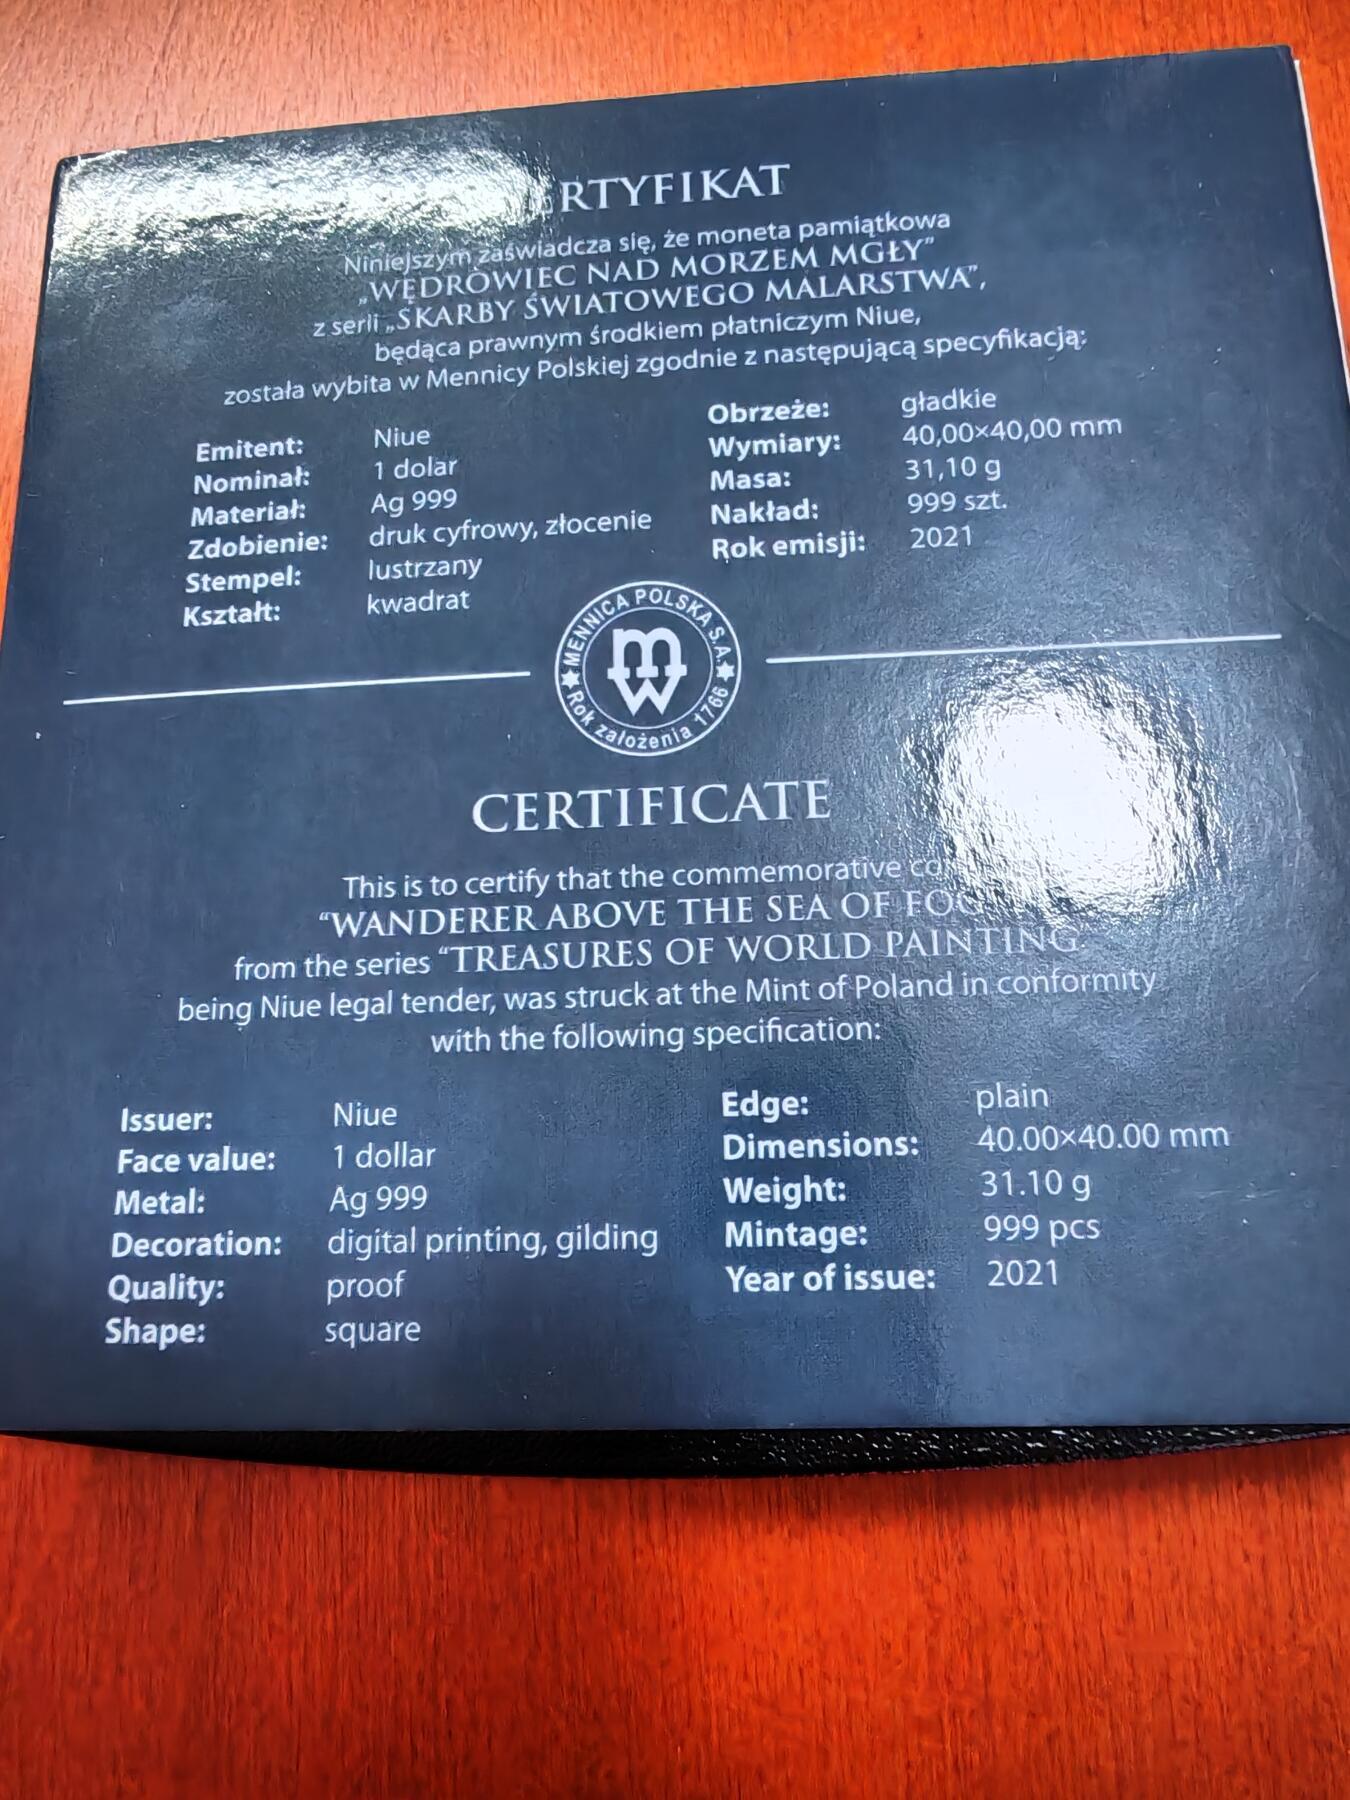 RTYFIKAT
Niniejszym zaświadcza się, że moneta pamiątkowa
„WĘDROWIEC NAD MORZEM MGŁY”
z serii „SKARBY ŚWIATOWEGO MALARSTWA”,
będąca prawnym środkiem płatniczym Niue,
została wybita w Mennicy Polskiej zgodnie z następującą specyfikacją:
Emitent: Niue
Nominał: 1 dolar
Materiał: Ag 999
Zdobienie: druk cyfrowy, złocenie
Stempel: lustrzany
Kształt: kwadrat
Obrzeże: gładkie
Wymiary: 40,00×40,00 mm
Masa: 31,10 g
Nakład: 999 szt.
Rok emisji: 2021
MENNICA POLSKA S.A.
mw
Rok założenia 1766
CERTIFICATE
This is to certify that the commemorative
“WANDERER ABOVE THE SEA OF FOG
from the series “TREASURES OF WORLD PAINTING
being Niue legal tender, was struck at the Mint of Poland in conformity
with the following specification:
Issuer: Niue
Face value: 1 dollar
Metal: Ag 999
Decoration: digital printing, gilding
Quality: proof
Shape: square
Edge: plain
Dimensions: 40.00×40.00 mm
Weight: 31.10 g
Mintage: 999 pcs
Year of issue: 2021